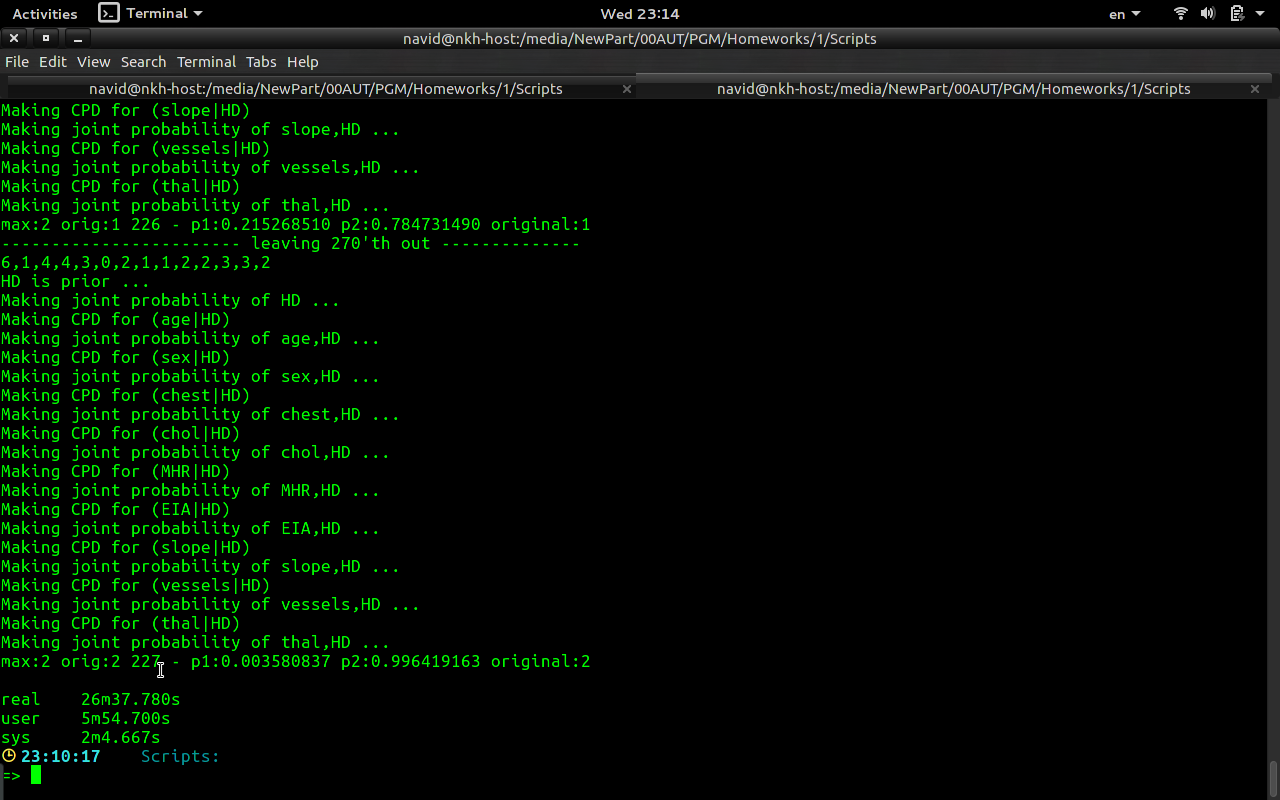 Activities Terminal Wed 23:14 en
navid@nkh-host:/media/NewPart/00AUT/PGM/Homeworks/1/Scripts
File Edit View Search Terminal Tabs Help
navid@nkh-host:/media/NewPart/00AUT/PGM/Homeworks/1/Scripts × navid@nkh-host:/media/NewPart/00AUT/PGM/Homeworks/1/Scripts ×
Making CPD for (slope|HD)
Making joint probability of slope,HD ...
Making CPD for (vessels|HD)
Making joint probability of vessels,HD ...
Making CPD for (thal|HD)
Making joint probability of thal,HD ...
max:2 orig:1 226 - p1:0.215268510 p2:0.784731490 original:1
------------------------ leaving 270'th out --------------
6,1,4,4,3,0,2,1,1,2,2,3,3,2
HD is prior ...
Making joint probability of HD ...
Making CPD for (age|HD)
Making joint probability of age,HD ...
Making CPD for (sex|HD)
Making joint probability of sex,HD ...
Making CPD for (chest|HD)
Making joint probability of chest,HD ...
Making CPD for (chol|HD)
Making joint probability of chol,HD ...
Making CPD for (MHR|HD)
Making joint probability of MHR,HD ...
Making CPD for (EIA|HD)
Making joint probability of EIA,HD ...
Making CPD for (slope|HD)
Making joint probability of slope,HD ...
Making CPD for (vessels|HD)
Making joint probability of vessels,HD ...
Making CPD for (thal|HD)
Making joint probability of thal,HD ...
max:2 orig:2 227 - p1:0.003580837 p2:0.996419163 original:2
real 26m37.780s
user 5m54.700s
sys 2m4.667s
23:10:17 Scripts:
=>